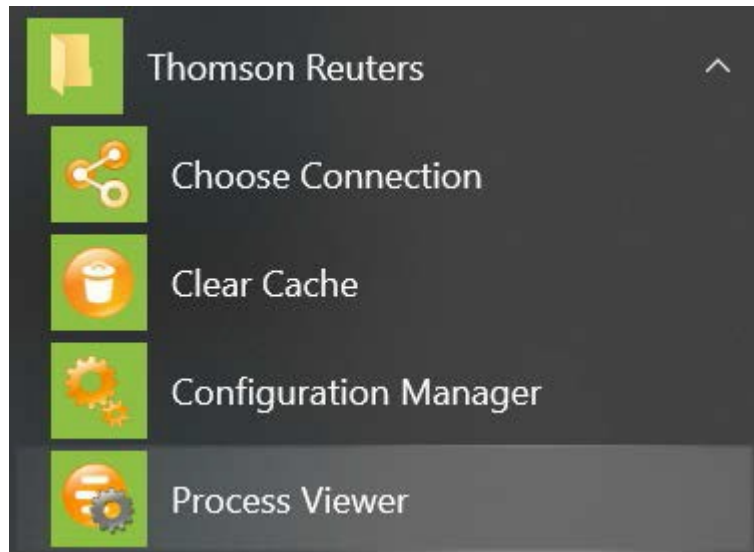 Thomson Reuters
Choose Connection
Clear Cache
Configuration Manager
Process Viewer